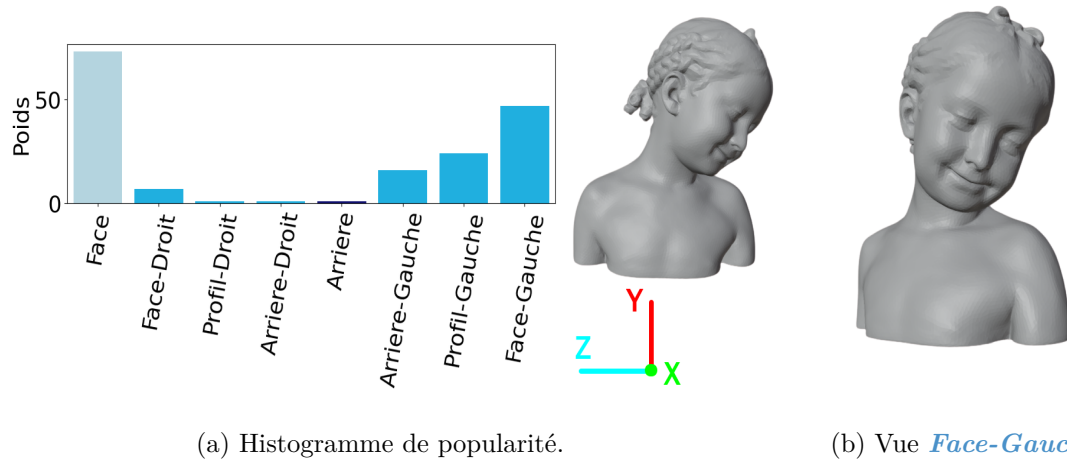 Poids
50
0
Face
Face-Droit
Profil-Droit
Arriere-Droit
Arriere
Arriere-Gauche
Profil-Gauche
Face-Gauche
Y
Z
X
(a) Histogramme de popularité.
(b) Vue Face-Gauc